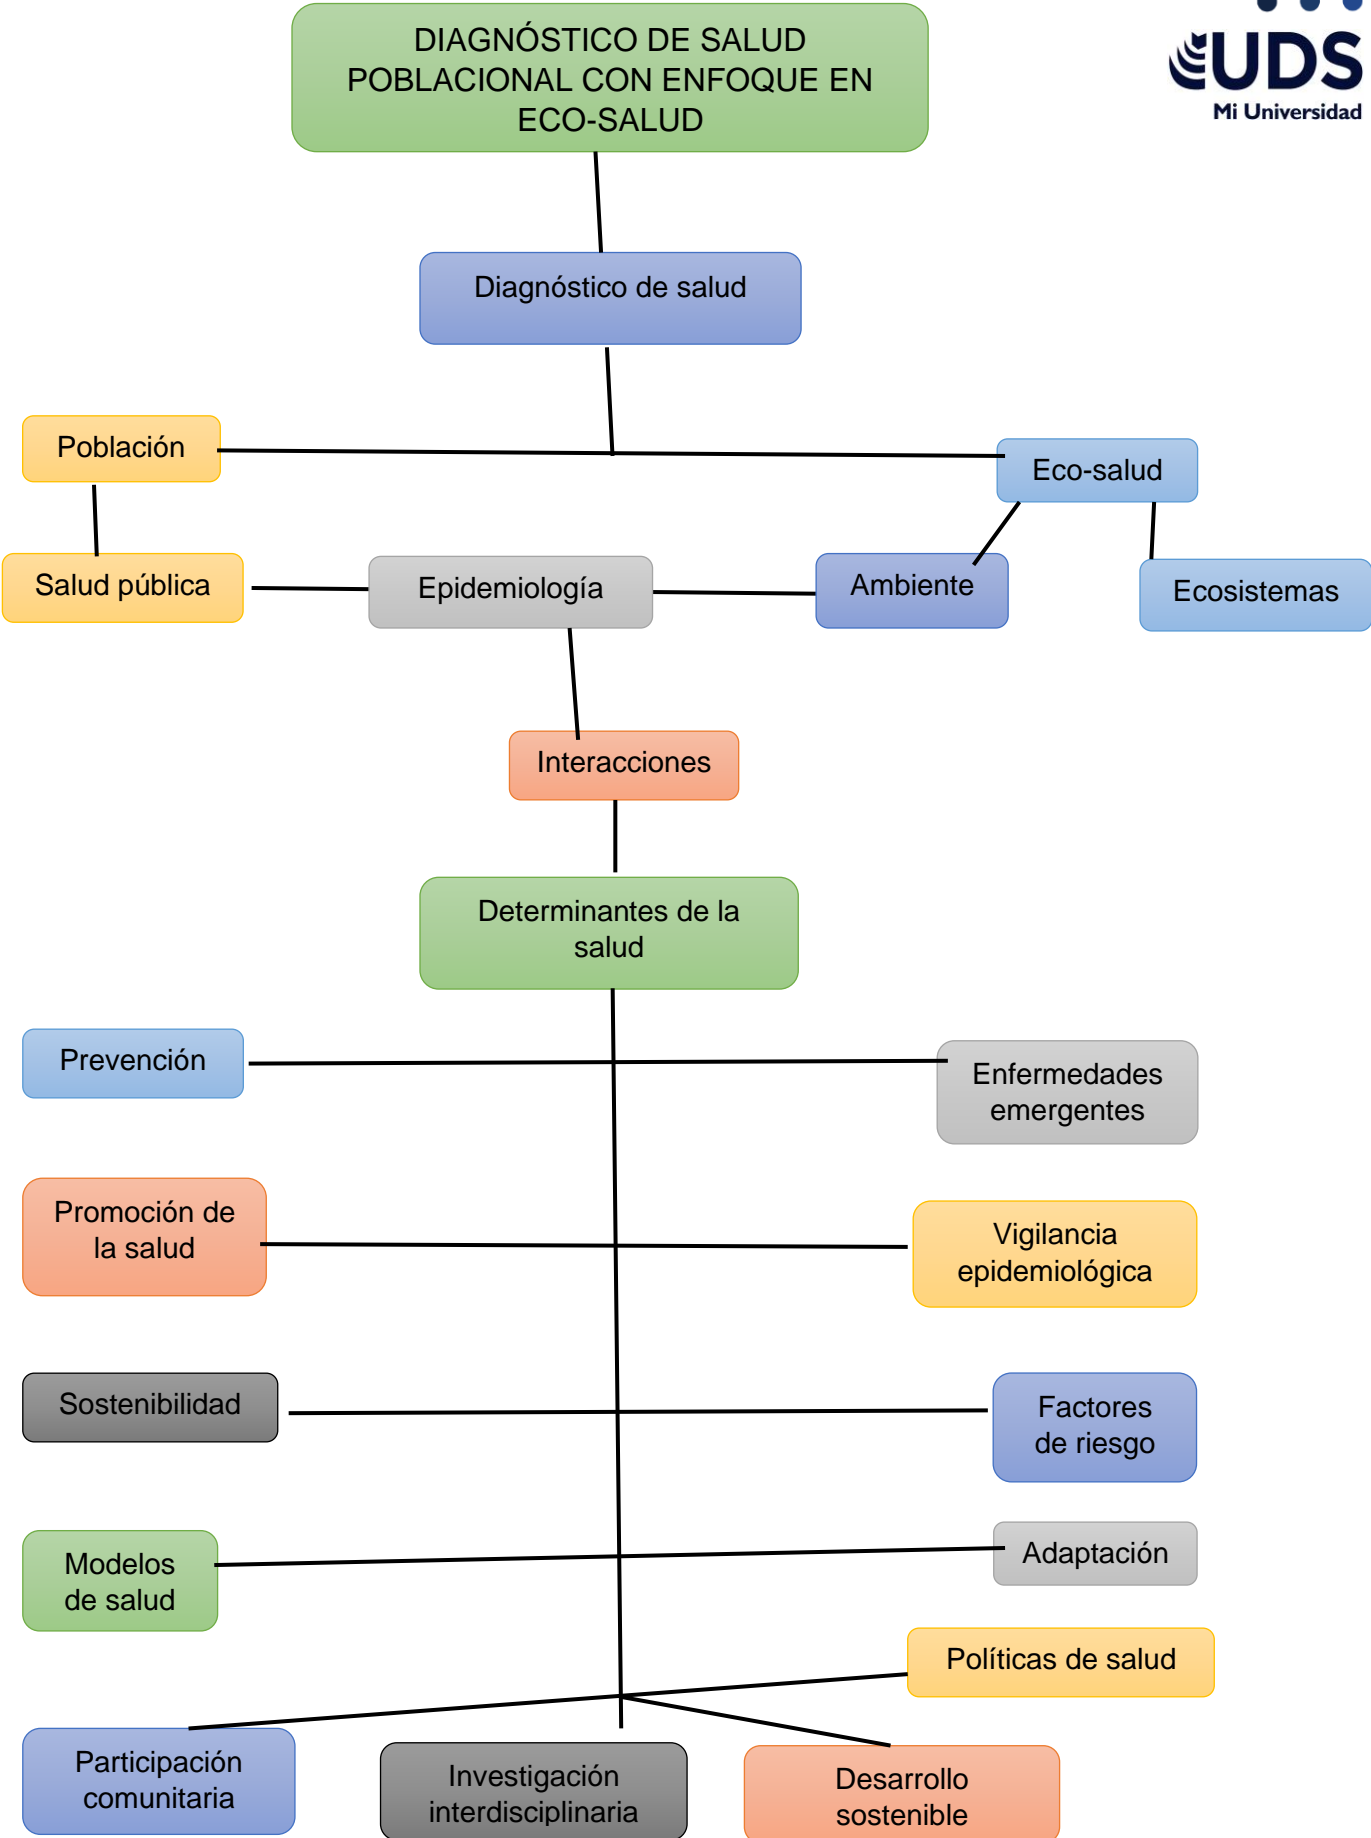 DIAGNÓSTICO DE SALUD
POBLACIONAL CON ENFOQUE EN
ECO-SALUD
UDS
Mi Universidad
Diagnóstico de salud
Población
Eco-salud
Salud pública
Epidemiología
Ambiente
Ecosistemas
Interacciones
Determinantes de la
salud
Prevención
Enfermedades
emergentes
Promoción de
la salud
Vigilancia
epidemiológica
Sostenibilidad
Factores
de riesgo
Modelos
de salud
Adaptación
Políticas de salud
Participación
comunitaria
Investigación
interdisciplinaria
Desarrollo
sostenible